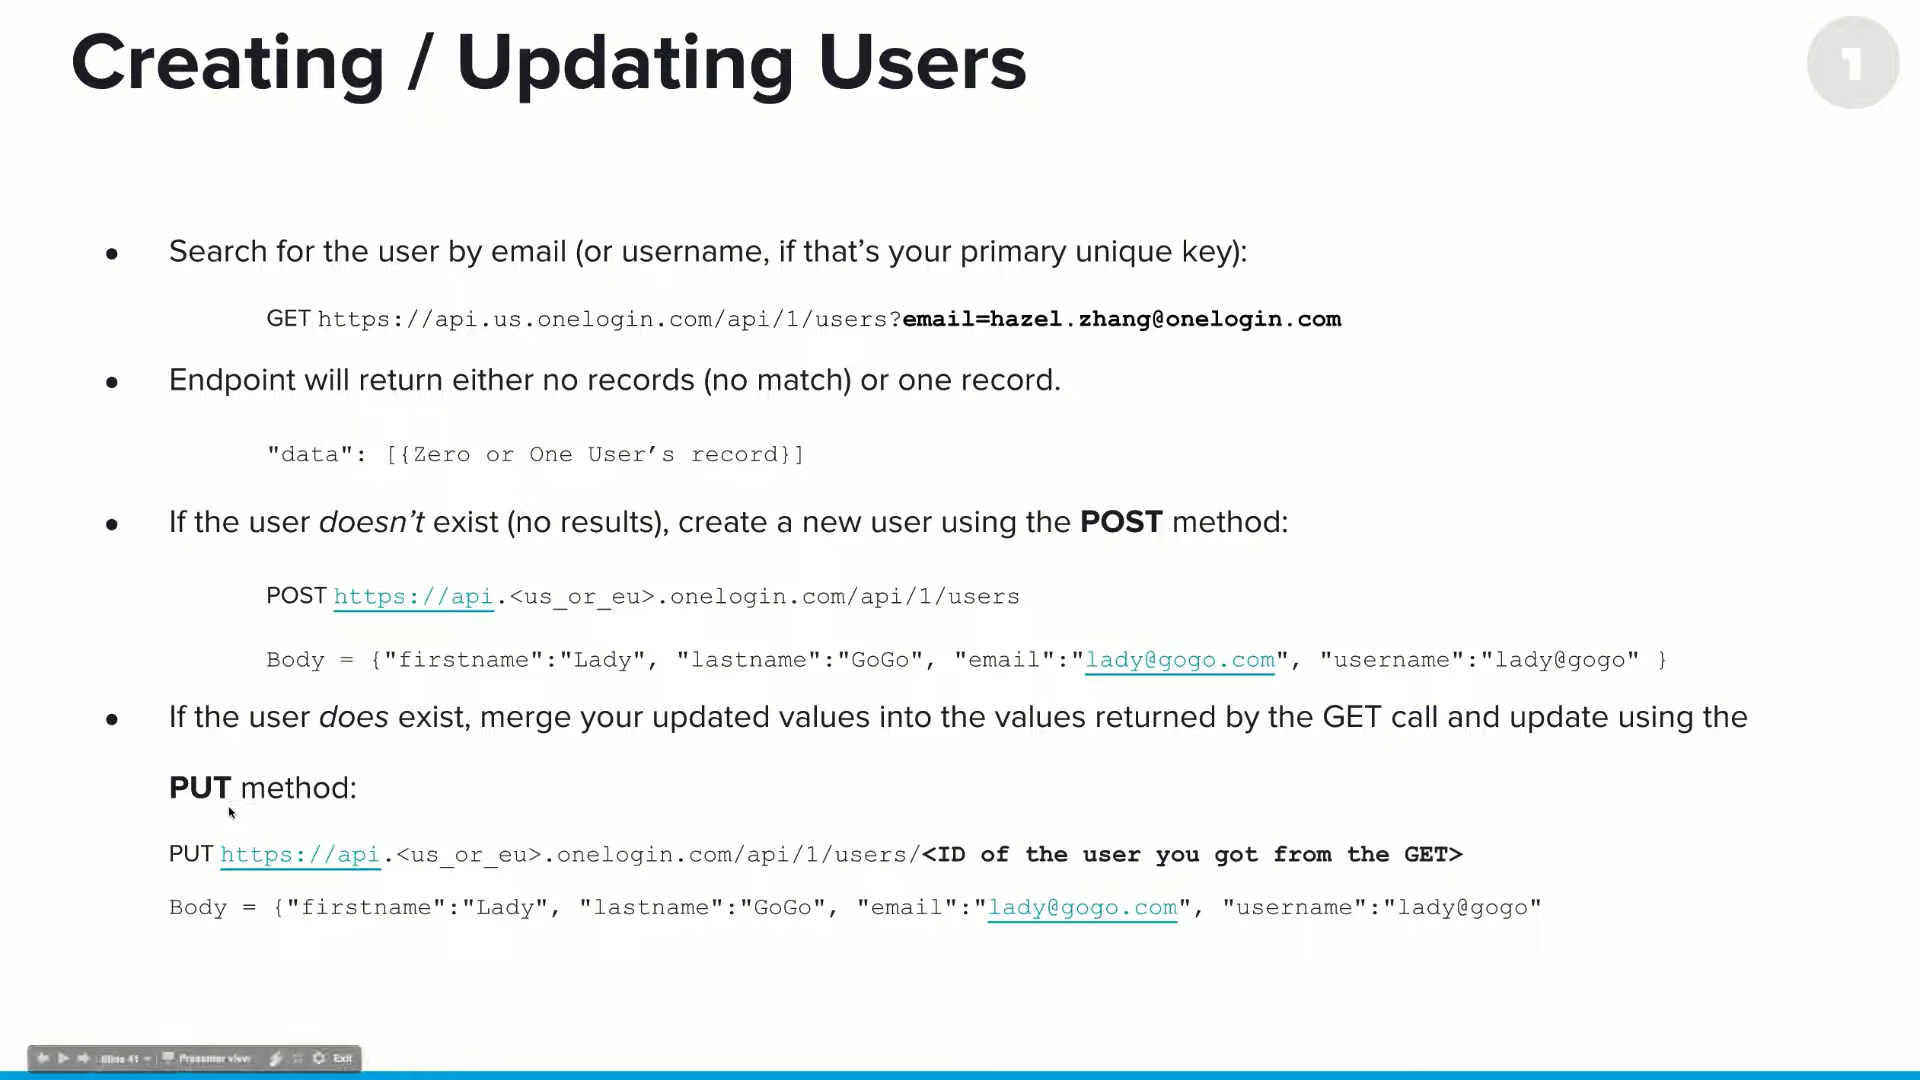 Creating / Updating Users
1
● Search for the user by email (or username, if that’s your primary unique key):
GET https://api.us.onelogin.com/api/1/users?email=hazel.zhang@onelogin.com
● Endpoint will return either no records (no match) or one record.
"data": [{Zero or One User’s record}]
● If the user doesn’t exist (no results), create a new user using the POST method:
POST https://api.<us_or_eu>.onelogin.com/api/1/users
Body = {"firstname":"Lady", "lastname":"GoGo", "email":"lady@gogo.com", "username":"lady@gogo" }
● If the user does exist, merge your updated values into the values returned by the GET call and update using the
PUT method:
PUT https://api.<us_or_eu>.onelogin.com/api/1/users/<ID of the user you got from the GET>
Body = {"firstname":"Lady", "lastname":"GoGo", "email":"lady@gogo.com", "username":"lady@gogo"
Slide 41 Presenter view Exit